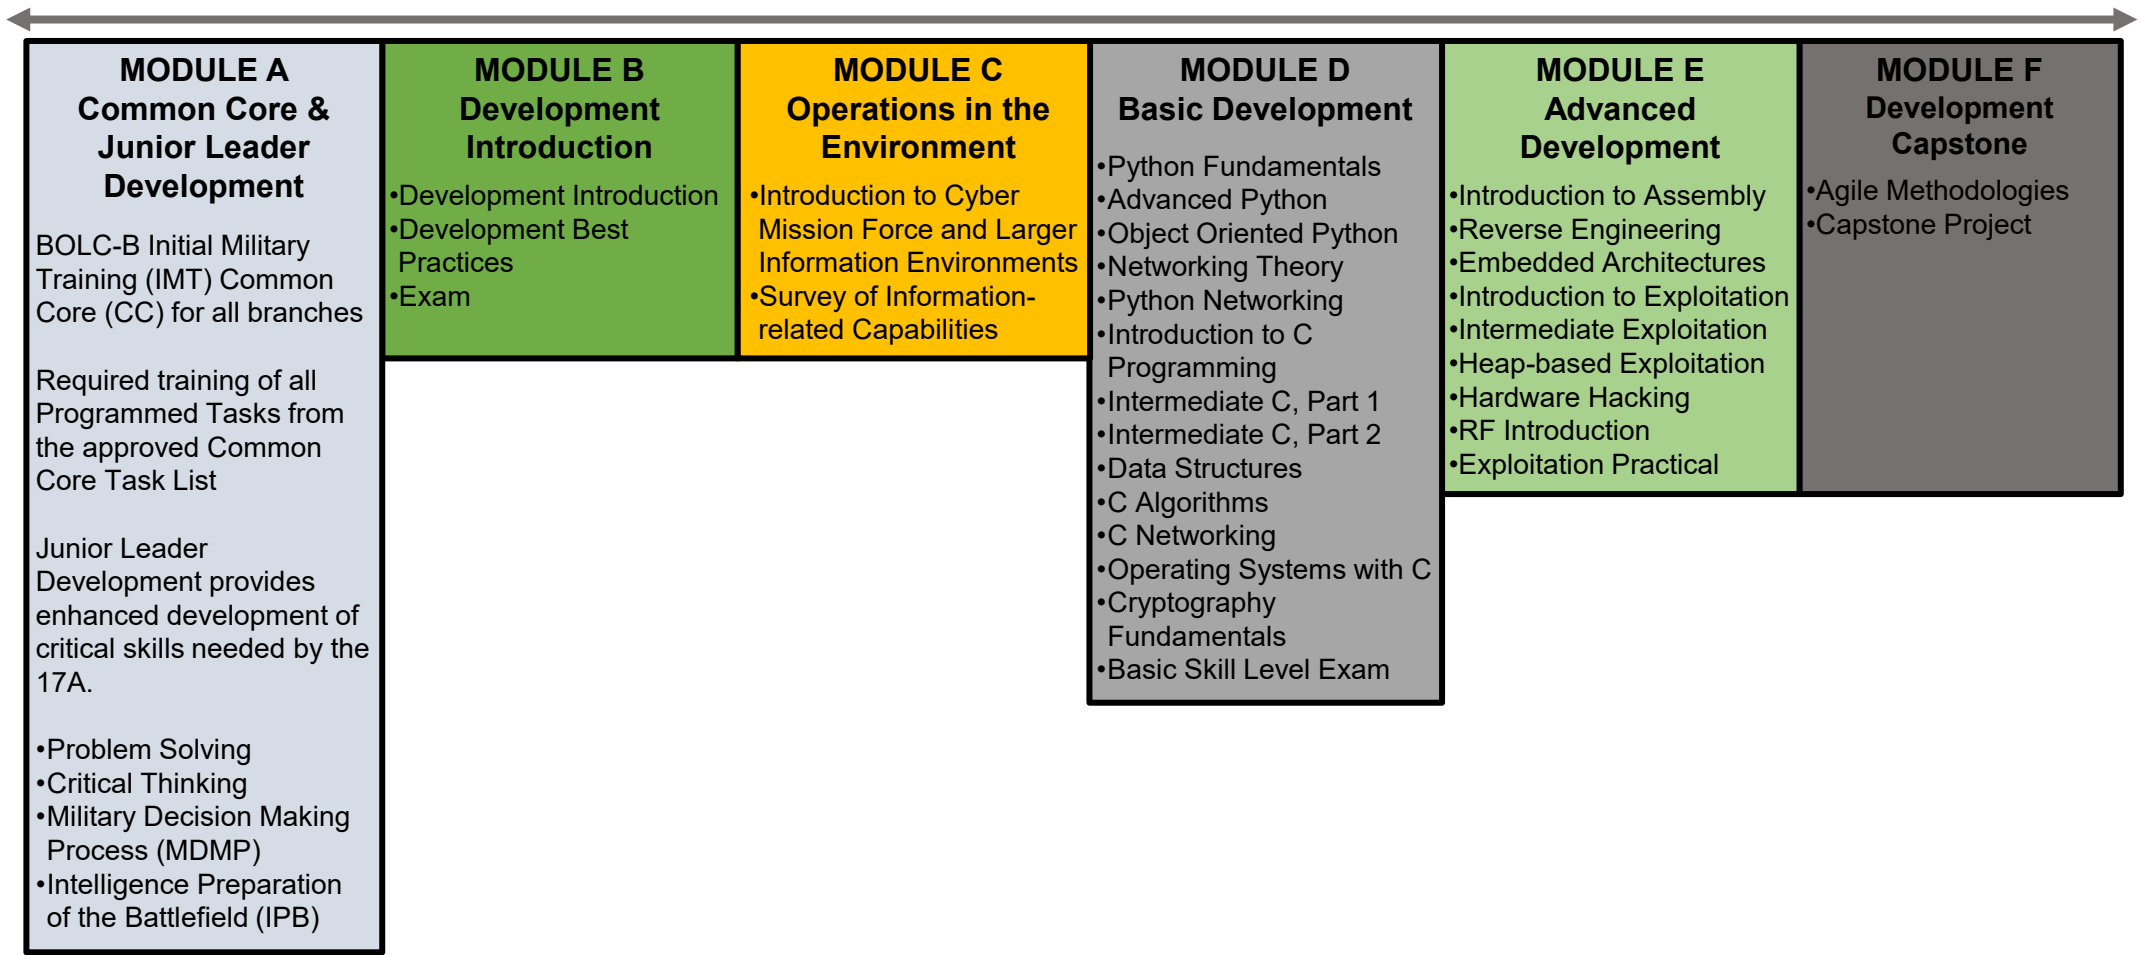 MODULE A
Common Core &
Junior Leader
Development
BOLC-B Initial Military
Training (IMT) Common
Core (CC) for all branches
Required training of all
Programmed Tasks from
the approved Common
Core Task List
Junior Leader
Development provides
enhanced development of
critical skills needed by the
17A.
•Problem Solving
•Critical Thinking
•Military Decision Making
Process (MDMP)
•Intelligence Preparation
of the Battlefield (IPB)
MODULE B
Development
Introduction
•Development Introduction
•Development Best
Practices
•Exam
MODULE C
Operations in the
Environment
•Introduction to Cyber
Mission Force and Larger
Information Environments
•Survey of Information-
related Capabilities
MODULE D
Basic Development
•Python Fundamentals
•Advanced Python
•Object Oriented Python
•Networking Theory
•Python Networking
•Introduction to C
Programming
•Intermediate C, Part 1
•Intermediate C, Part 2
•Data Structures
•C Algorithms
•C Networking
•Operating Systems with C
•Cryptography
Fundamentals
•Basic Skill Level Exam
MODULE E
Advanced
Development
•Introduction to Assembly
•Reverse Engineering
•Embedded Architectures
•Introduction to Exploitation
•Intermediate Exploitation
•Heap-based Exploitation
•Hardware Hacking
•RF Introduction
•Exploitation Practical
MODULE F
Development
Capstone
•Agile Methodologies
•Capstone Project